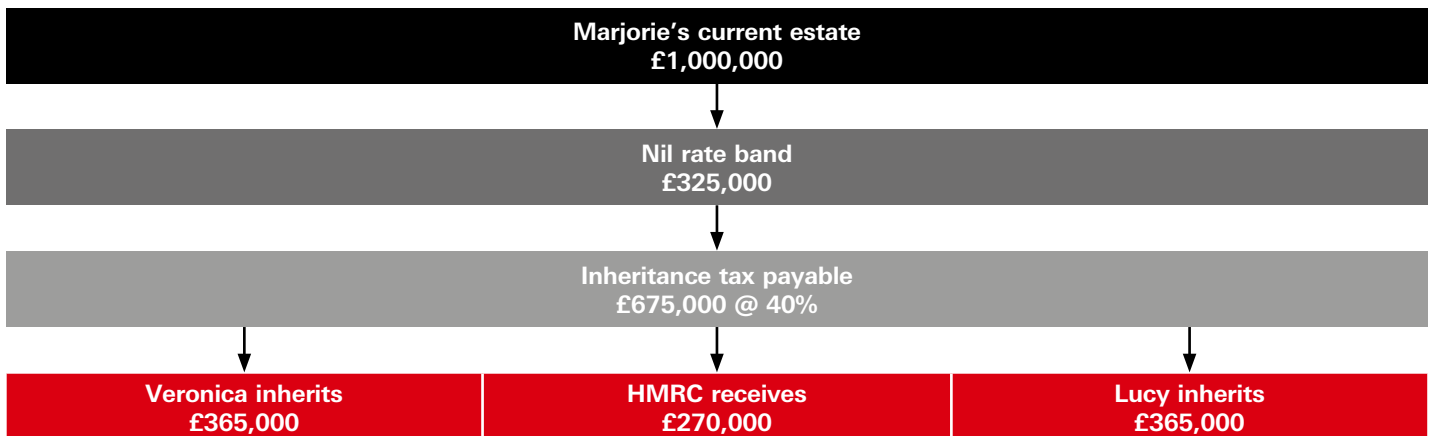 Marjorie’s current estate
£1,000,000
Nil rate band
£325,000
Inheritance tax payable
£675,000 @ 40%
Veronica inherits
£365,000
HMRC receives
£270,000
Lucy inherits
£365,000